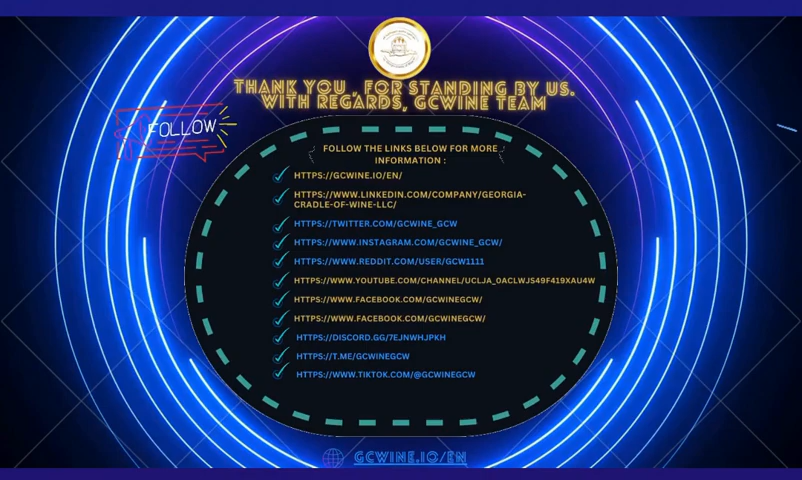 THANK YOU , FOR STANDING BY US.
WITH REGARDS, GCWINE TEAM
FOLLOW
FOLLOW THE LINKS BELOW FOR MORE
INFORMATION :
HTTPS://GCWINE.IO/EN/
HTTPS://WWW.LINKEDIN.COM/COMPANY/GEORGIA-
CRADLE-OF-WINE-LLC/
HTTPS://TWITTER.COM/GCWINE_GCW
HTTPS://WWW.INSTAGRAM.COM/GCWINE_GCW/
HTTPS://WWW.REDDIT.COM/USER/GCW1111
HTTPS://WWW.YOUTUBE.COM/CHANNEL/UCLJA_0ACLWJS49F419XAU4W
HTTPS://WWW.FACEBOOK.COM/GCWINEGCW/
HTTPS://WWW.FACEBOOK.COM/GCWINEGCW/
HTTPS://DISCORD.GG/7EJNWHJPKH
HTTPS://T.ME/GCWINEGCW
HTTPS://WWW.TIKTOK.COM/@GCWINEGCW
GCWINE.IO/EN